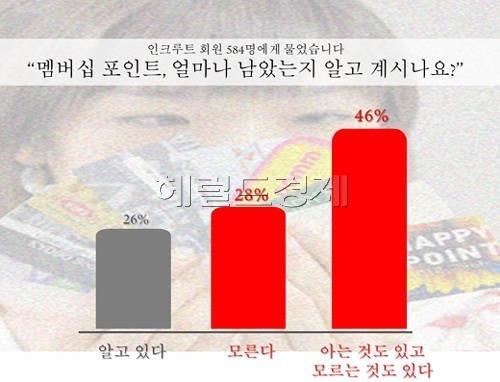 인크루트 회원 584명에게 물었습니다
“멤버십 포인트, 얼마나 남았는지 알고 계시나요?”
46%
28%
26%
헤럴드경제
HAPPY
POINT
알고 있다
모른다
아는 것도 있고
모르는 것도 있다